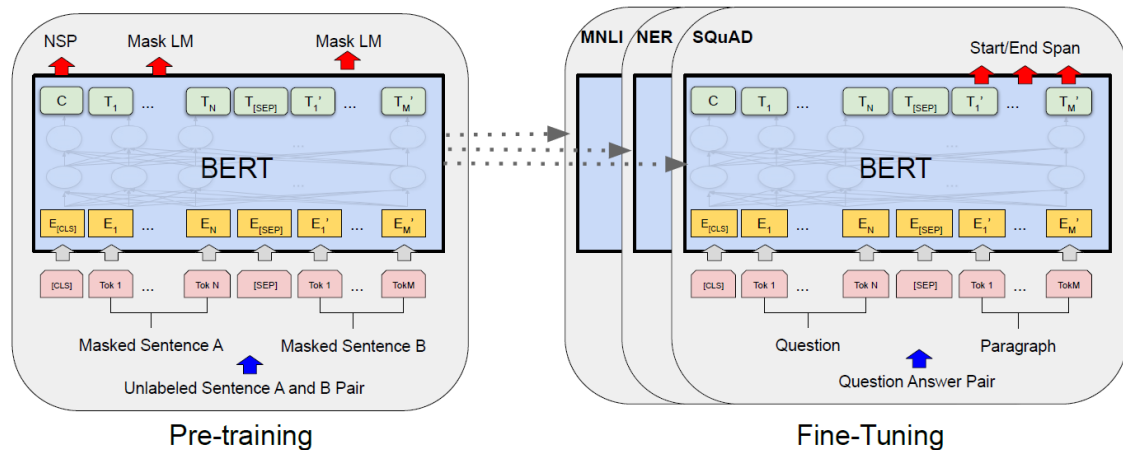 NSP Mask LM Mask LM
C T1 ... TN T[SEP] T1' ... TM'
...
BERT
...
E[CLS] E1 ... EN E[SEP] E1' ... EM'
[CLS] Tok 1 ... Tok N [SEP] Tok 1 ... TokM
Masked Sentence A Masked Sentence B
Unlabeled Sentence A and B Pair
Pre-training
MNLI NER SQuAD
Start/End Span
C T1 ... TN T[SEP] T1' ... TM'
...
BERT
...
E[CLS] E1 ... EN E[SEP] E1' ... EM'
[CLS] Tok 1 ... Tok N [SEP] Tok 1 ... TokM
Question Paragraph
Question Answer Pair
Fine-Tuning